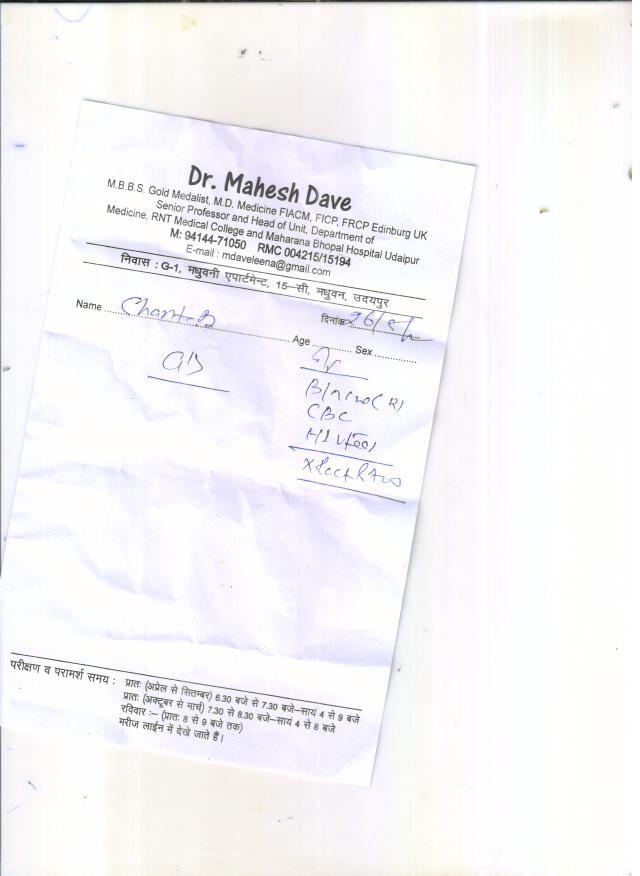 Dr. Mahesh Dave
M.B.B.S. Gold Medalist, M.D. Medicine FIACM, FICP, FRCP Edinburg UK
Senior Professor and Head of Unit, Department of
Medicine, RNT Medical College and Maharana Bhopal Hospital Udaipur
M: 94144-71050 RMC 004215/15194
E-mail : mdaveleena@gmail.com
निवास : G-1, मधुवनी एपार्टमेन्ट, 15–सी, मधुवन, उदयपुर
Name
दिनांक 26/
Age Sex
CBC
परीक्षण व परामर्श समय : प्रातः (अप्रेल से सितम्बर) 6.30 बजे से 7.30 बजे–सायं 4 से 9 बजे
प्रातः (अक्टूबर से मार्च) 7.30 से 8.30 बजे–सायं 4 से 8 बजे
रविवार :– (प्रातः 8 से 9 बजे तक)
मरीज लाईन में देखे जाते हैं।